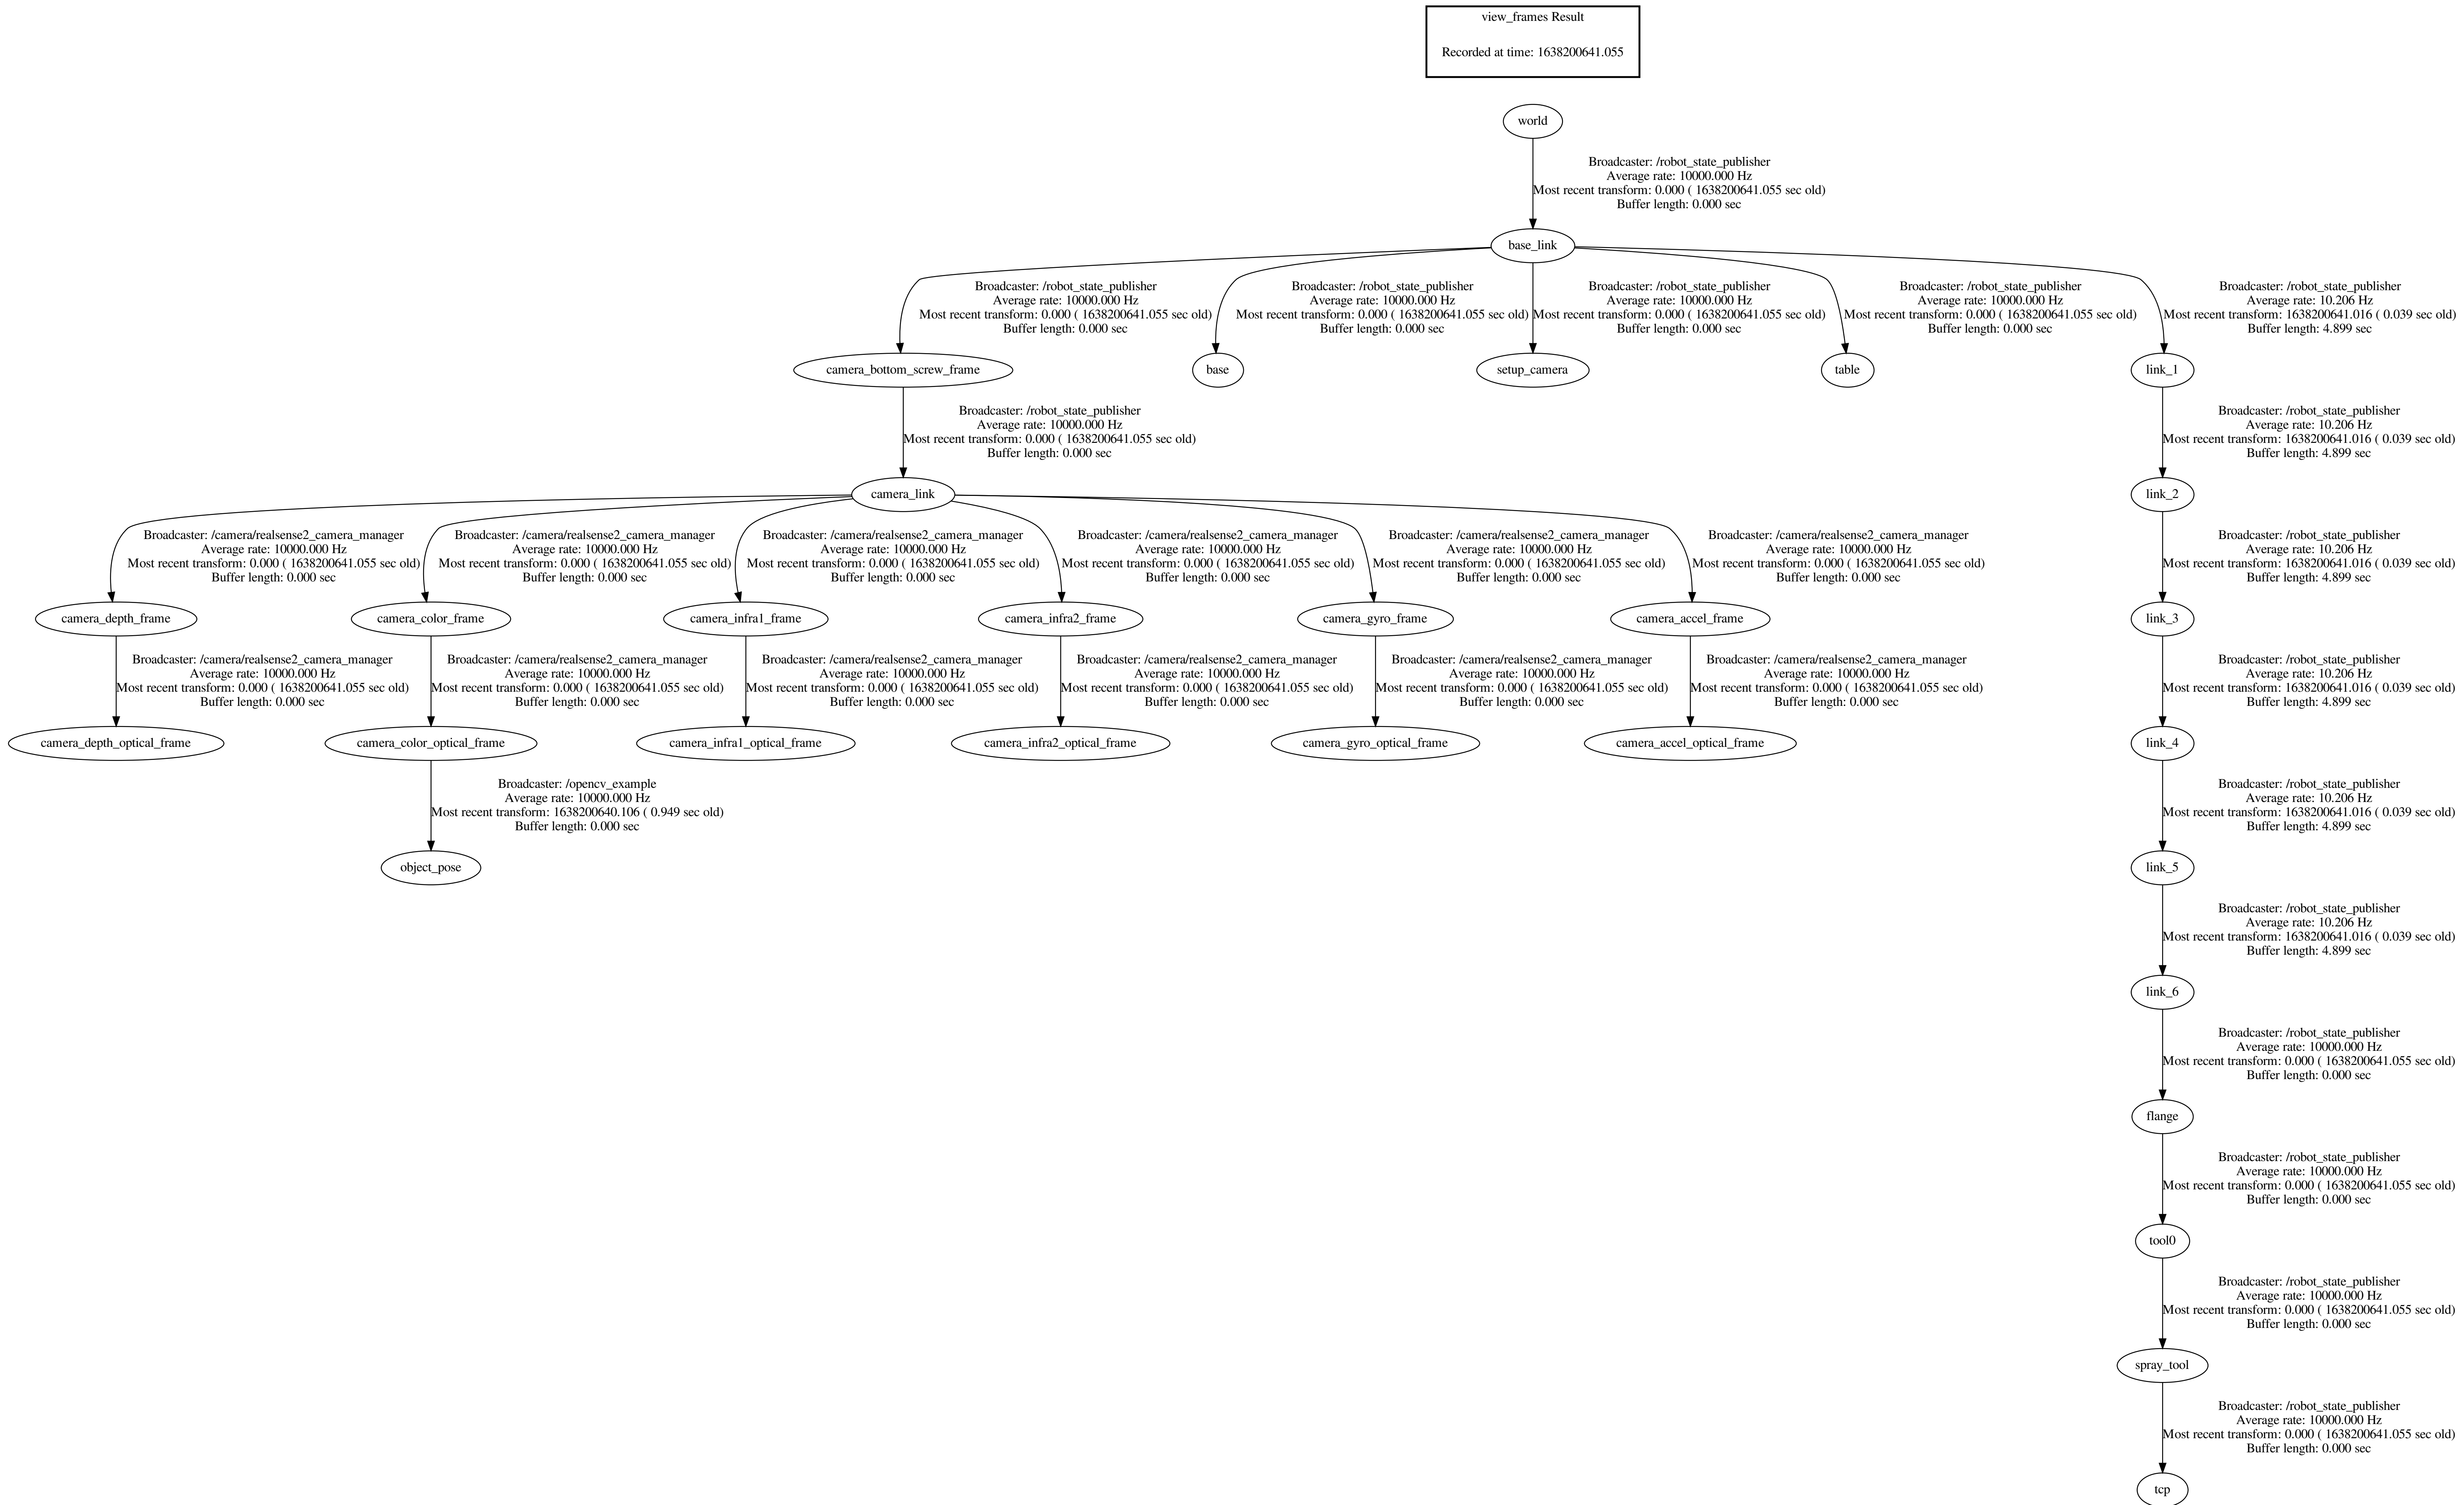 view_frames Result
Recorded at time: 1638200641.055
world
Broadcaster: /robot_state_publisher
Average rate: 10000.000 Hz
Most recent transform: 0.000 ( 1638200641.055 sec old)
Buffer length: 0.000 sec
base_link
Broadcaster: /robot_state_publisher
Average rate: 10000.000 Hz
Most recent transform: 0.000 ( 1638200641.055 sec old)
Buffer length: 0.000 sec
Broadcaster: /robot_state_publisher
Average rate: 10000.000 Hz
Most recent transform: 0.000 ( 1638200641.055 sec old)
Buffer length: 0.000 sec
Broadcaster: /robot_state_publisher
Average rate: 10000.000 Hz
Most recent transform: 0.000 ( 1638200641.055 sec old)
Buffer length: 0.000 sec
Broadcaster: /robot_state_publisher
Average rate: 10000.000 Hz
Most recent transform: 0.000 ( 1638200641.055 sec old)
Buffer length: 0.000 sec
Broadcaster: /robot_state_publisher
Average rate: 10.206 Hz
Most recent transform: 1638200641.016 ( 0.039 sec old)
Buffer length: 4.899 sec
camera_bottom_screw_frame
base
setup_camera
table
link_1
Broadcaster: /robot_state_publisher
Average rate: 10000.000 Hz
Most recent transform: 0.000 ( 1638200641.055 sec old)
Buffer length: 0.000 sec
Broadcaster: /robot_state_publisher
Average rate: 10.206 Hz
Most recent transform: 1638200641.016 ( 0.039 sec old)
Buffer length: 4.899 sec
camera_link
link_2
Broadcaster: /camera/realsense2_camera_manager
Average rate: 10000.000 Hz
Most recent transform: 0.000 ( 1638200641.055 sec old)
Buffer length: 0.000 sec
Broadcaster: /camera/realsense2_camera_manager
Average rate: 10000.000 Hz
Most recent transform: 0.000 ( 1638200641.055 sec old)
Buffer length: 0.000 sec
Broadcaster: /camera/realsense2_camera_manager
Average rate: 10000.000 Hz
Most recent transform: 0.000 ( 1638200641.055 sec old)
Buffer length: 0.000 sec
Broadcaster: /camera/realsense2_camera_manager
Average rate: 10000.000 Hz
Most recent transform: 0.000 ( 1638200641.055 sec old)
Buffer length: 0.000 sec
Broadcaster: /camera/realsense2_camera_manager
Average rate: 10000.000 Hz
Most recent transform: 0.000 ( 1638200641.055 sec old)
Buffer length: 0.000 sec
Broadcaster: /camera/realsense2_camera_manager
Average rate: 10000.000 Hz
Most recent transform: 0.000 ( 1638200641.055 sec old)
Buffer length: 0.000 sec
Broadcaster: /robot_state_publisher
Average rate: 10.206 Hz
Most recent transform: 1638200641.016 ( 0.039 sec old)
Buffer length: 4.899 sec
camera_depth_frame
camera_color_frame
camera_infra1_frame
camera_infra2_frame
camera_gyro_frame
camera_accel_frame
link_3
Broadcaster: /camera/realsense2_camera_manager
Average rate: 10000.000 Hz
Most recent transform: 0.000 ( 1638200641.055 sec old)
Buffer length: 0.000 sec
Broadcaster: /camera/realsense2_camera_manager
Average rate: 10000.000 Hz
Most recent transform: 0.000 ( 1638200641.055 sec old)
Buffer length: 0.000 sec
Broadcaster: /camera/realsense2_camera_manager
Average rate: 10000.000 Hz
Most recent transform: 0.000 ( 1638200641.055 sec old)
Buffer length: 0.000 sec
Broadcaster: /camera/realsense2_camera_manager
Average rate: 10000.000 Hz
Most recent transform: 0.000 ( 1638200641.055 sec old)
Buffer length: 0.000 sec
Broadcaster: /camera/realsense2_camera_manager
Average rate: 10000.000 Hz
Most recent transform: 0.000 ( 1638200641.055 sec old)
Buffer length: 0.000 sec
Broadcaster: /camera/realsense2_camera_manager
Average rate: 10000.000 Hz
Most recent transform: 0.000 ( 1638200641.055 sec old)
Buffer length: 0.000 sec
Broadcaster: /robot_state_publisher
Average rate: 10.206 Hz
Most recent transform: 1638200641.016 ( 0.039 sec old)
Buffer length: 4.899 sec
camera_depth_optical_frame
camera_color_optical_frame
camera_infra1_optical_frame
camera_infra2_optical_frame
camera_gyro_optical_frame
camera_accel_optical_frame
link_4
Broadcaster: /opencv_example
Average rate: 10000.000 Hz
Most recent transform: 1638200640.106 ( 0.949 sec old)
Buffer length: 0.000 sec
Broadcaster: /robot_state_publisher
Average rate: 10.206 Hz
Most recent transform: 1638200641.016 ( 0.039 sec old)
Buffer length: 4.899 sec
object_pose
link_5
Broadcaster: /robot_state_publisher
Average rate: 10.206 Hz
Most recent transform: 1638200641.016 ( 0.039 sec old)
Buffer length: 4.899 sec
link_6
Broadcaster: /robot_state_publisher
Average rate: 10000.000 Hz
Most recent transform: 0.000 ( 1638200641.055 sec old)
Buffer length: 0.000 sec
flange
Broadcaster: /robot_state_publisher
Average rate: 10000.000 Hz
Most recent transform: 0.000 ( 1638200641.055 sec old)
Buffer length: 0.000 sec
tool0
Broadcaster: /robot_state_publisher
Average rate: 10000.000 Hz
Most recent transform: 0.000 ( 1638200641.055 sec old)
Buffer length: 0.000 sec
spray_tool
Broadcaster: /robot_state_publisher
Average rate: 10000.000 Hz
Most recent transform: 0.000 ( 1638200641.055 sec old)
Buffer length: 0.000 sec
tcp